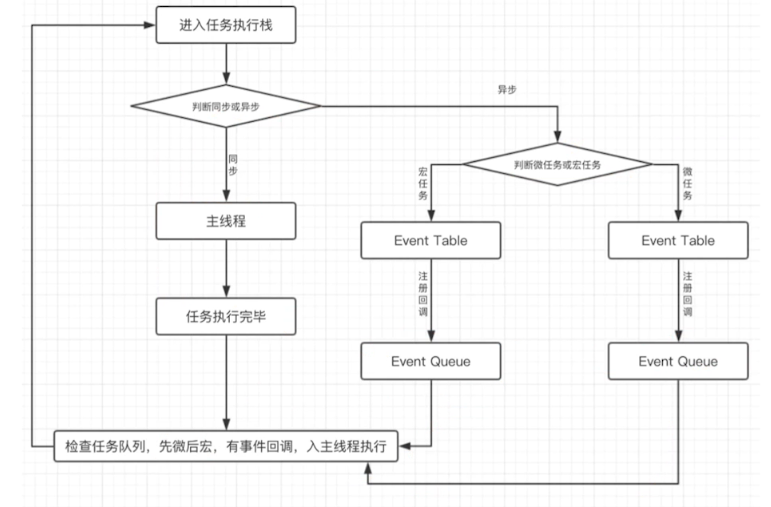 进入任务执行栈
异步
判断同步或异步
同步
判断微任务或宏任务
宏任务
微任务
主线程
Event Table
Event Table
注册回调
注册回调
任务执行完毕
Event Queue
Event Queue
检查任务队列，先微后宏，有事件回调，入主线程执行